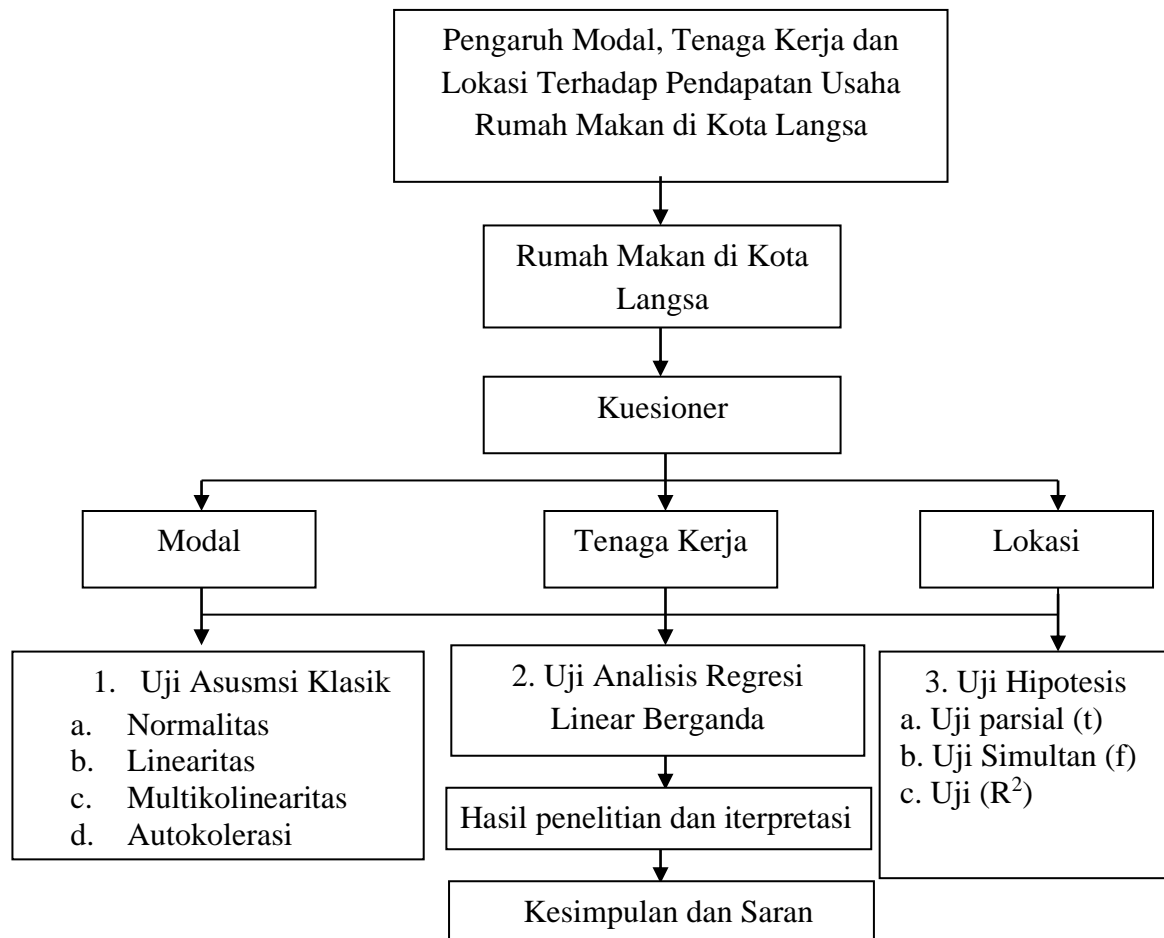 Pengaruh Modal, Tenaga Kerja dan
Lokasi Terhadap Pendapatan Usaha
Rumah Makan di Kota Langsa
Rumah Makan di Kota
Langsa
Kuesioner
Modal
Tenaga Kerja
Lokasi
1. Uji Asusmsi Klasik
a. Normalitas
b. Linearitas
c. Multikolinearitas
d. Autokolerasi
2. Uji Analisis Regresi
Linear Berganda
3. Uji Hipotesis
a. Uji parsial (t)
b. Uji Simultan (f)
c. Uji (R²)
Hasil penelitian dan iterpretasi
Kesimpulan dan Saran